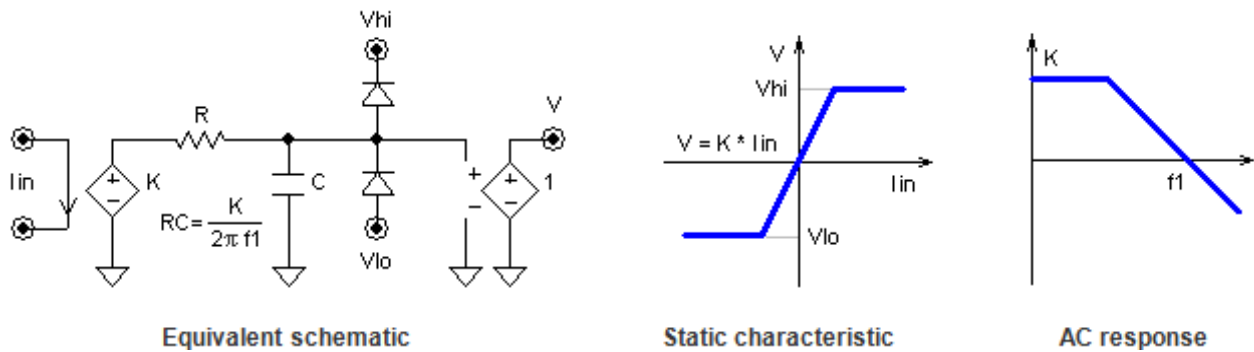 Vhi
R
V
Iin
+
−
K
C
+
−
+
−
1
RC = K / 2π f1
Vlo
Equivalent schematic
V
Vhi
V = K * Iin
Iin
Vlo
Static characteristic
K
f1
AC response